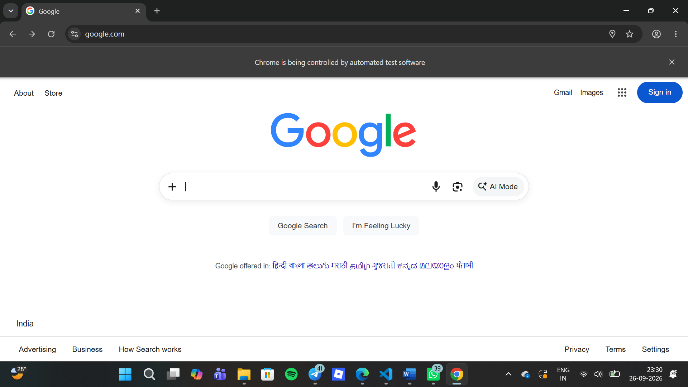 Google
google.com
Chrome is being controlled by automated test software
About Store
Gmail Images
Sign in
Google
AI Mode
Google Search
I'm Feeling Lucky
Google offered in: हिन्दी বাংলা తెలుగు मराठी தமிழ் ગુજરાતી ಕನ್ನಡ മലയാളം ਪੰਜਾਬੀ
India
Advertising Business How Search works
Privacy Terms Settings
28°
ENG
IN
23:30
26-09-2026